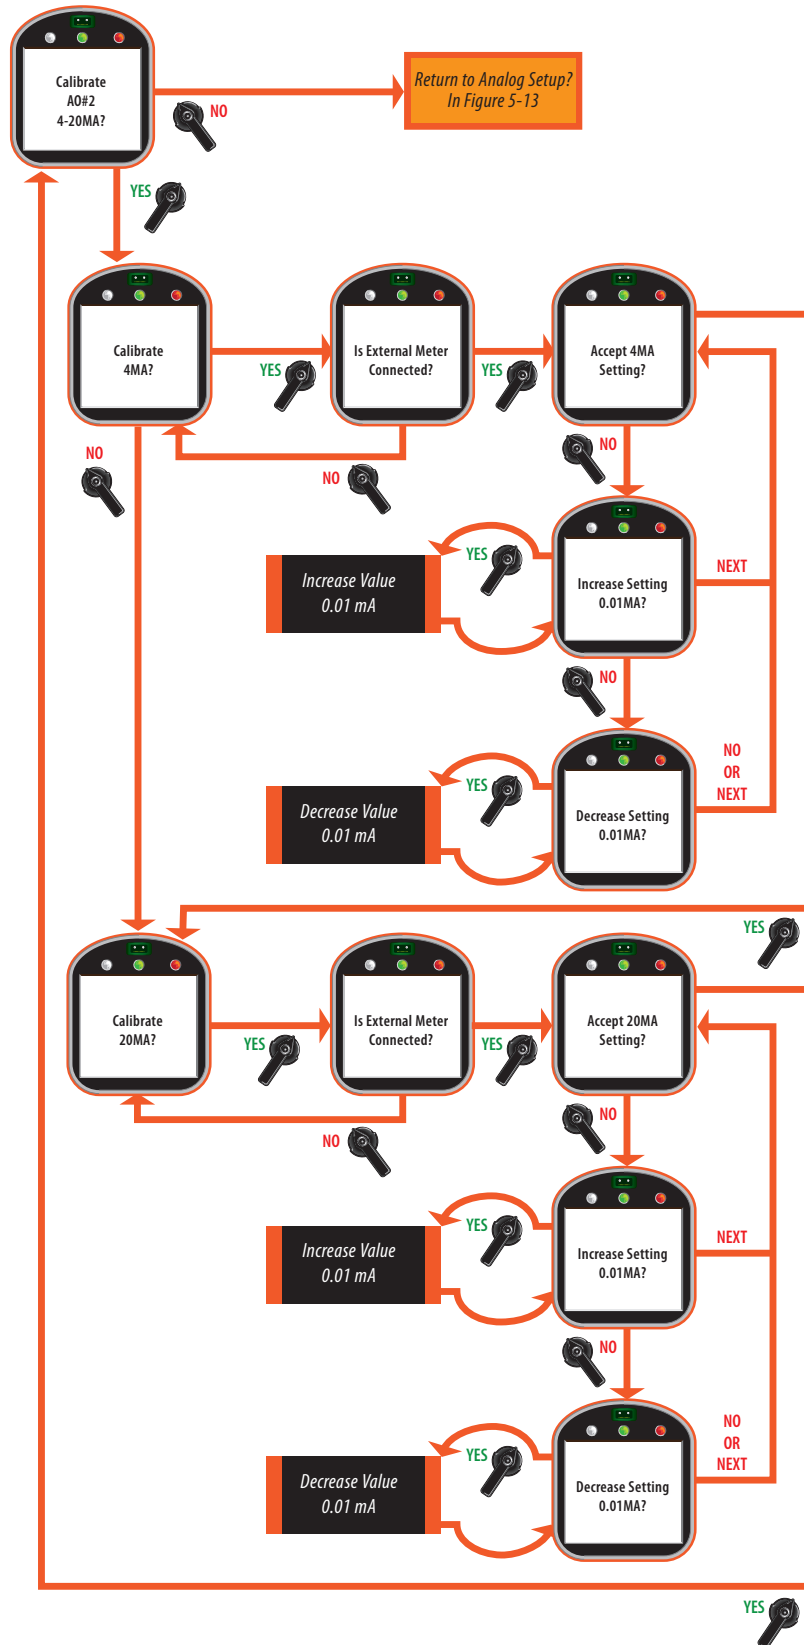 Calibrate
AO#2
4-20MA?
NO
Return to Analog Setup?
In Figure 5-13
YES
Calibrate
4MA?
YES
Is External Meter
Connected?
YES
Accept 4MA
Setting?
NO
NO
NO
YES
Increase Value
0.01 mA
Increase Setting
0.01MA?
NEXT
NO
YES
Decrease Value
0.01 mA
Decrease Setting
0.01MA?
NO
OR
NEXT
YES
Calibrate
20MA?
YES
Is External Meter
Connected?
YES
Accept 20MA
Setting?
NO
NO
YES
Increase Value
0.01 mA
Increase Setting
0.01MA?
NEXT
NO
YES
Decrease Value
0.01 mA
Decrease Setting
0.01MA?
NO
OR
NEXT
YES